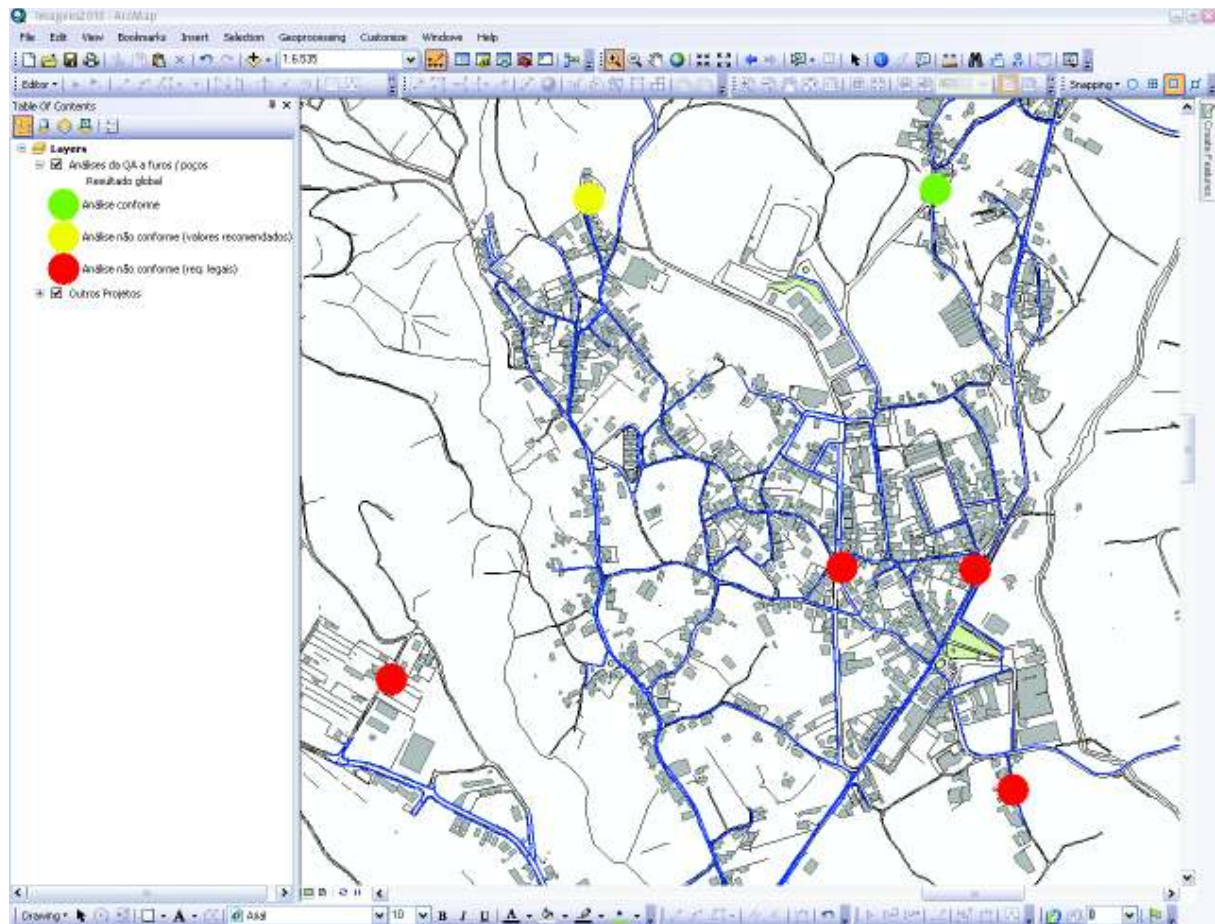 Imagens2010 - ArcMap
File Edit View Bookmarks Insert Selection Geoprocessing Customize Windows Help
1:6.535
Editor
Snapping
Table Of Contents
Layers
Análises do QA a furos / poços
Resultado global
Análise conforme
Análise não conforme (valores recomendados)
Análise não conforme (req. legais)
Outros Projetos
Create Features
Drawing A Arial 10 B I U A